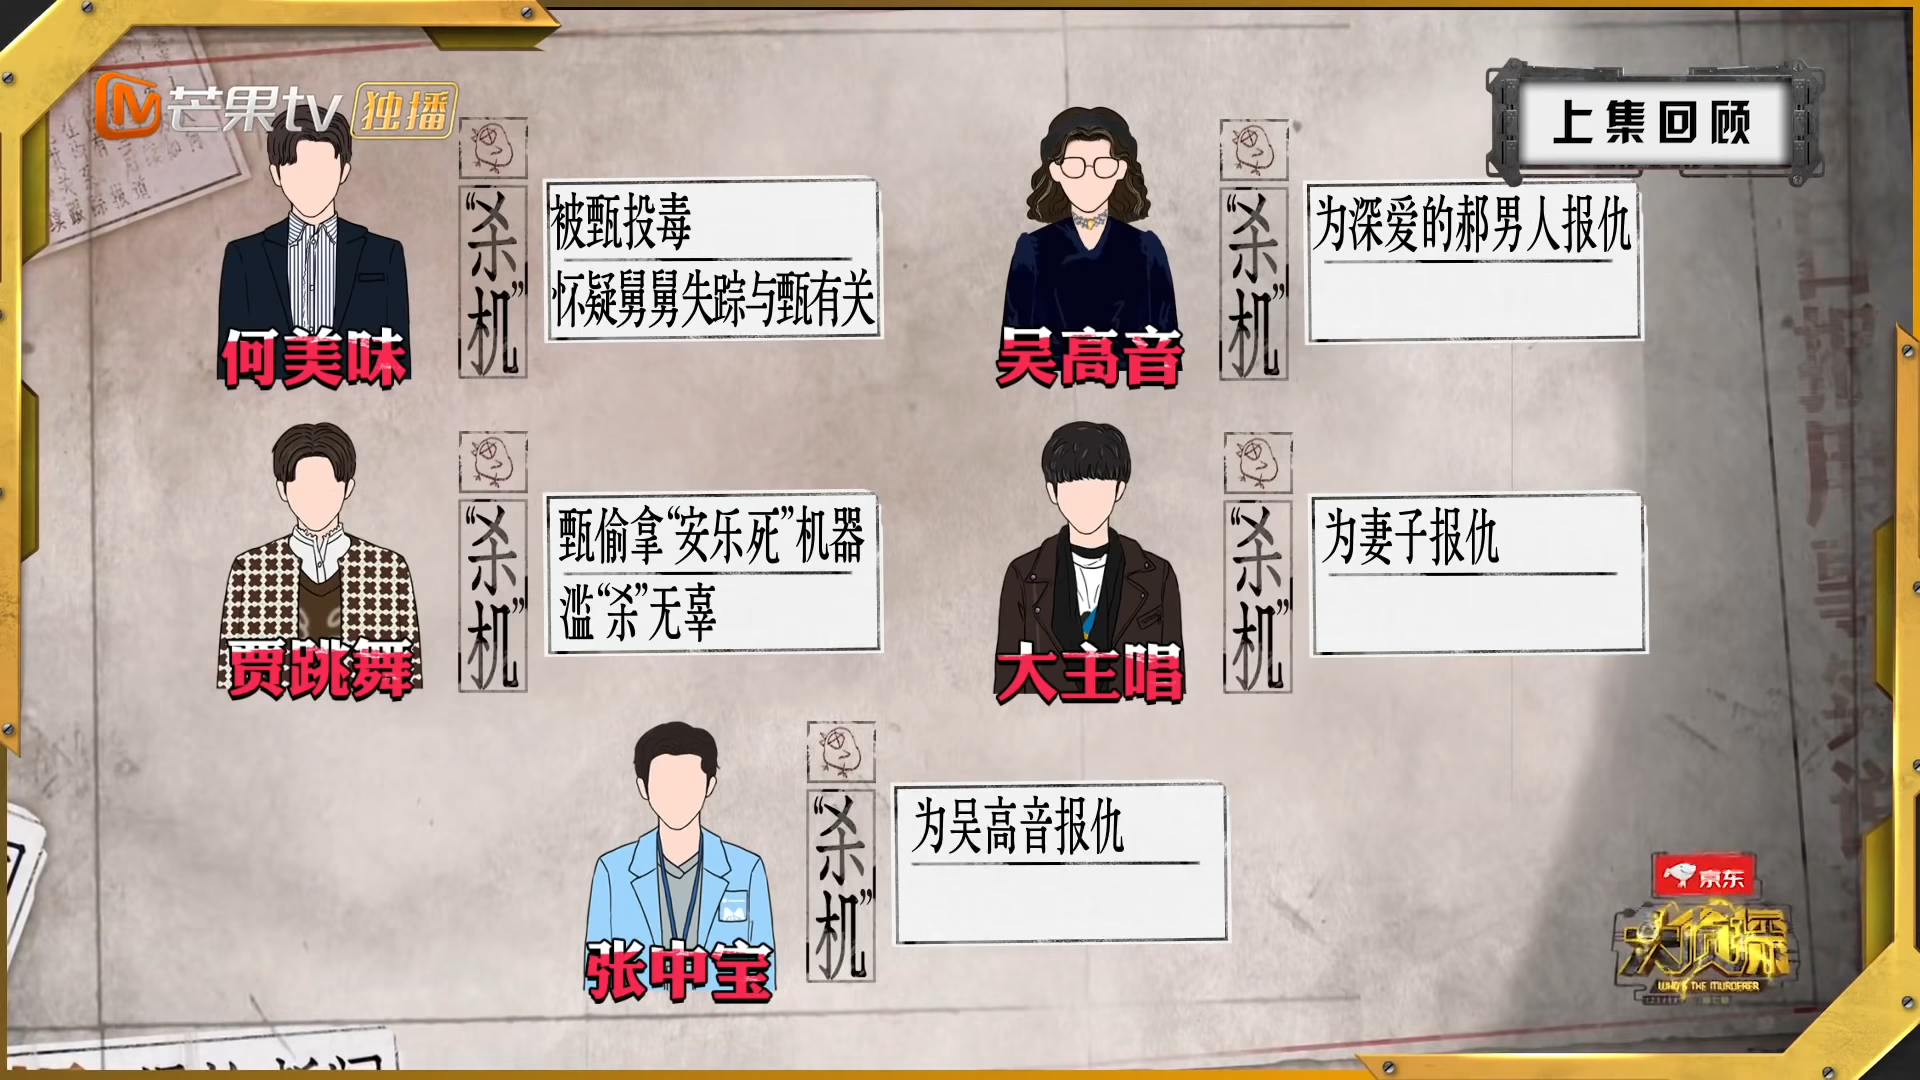 芒果tv 独播
上集回顾
何美味
“杀机”
被甄投毒
怀疑舅舅失踪与甄有关
吴高音
“杀机”
为深爱的郝男人报仇
贾跳舞
“杀机”
甄偷拿“安乐死”机器
滥“杀”无辜
大主唱
“杀机”
为妻子报仇
张中宝
“杀机”
为吴高音报仇
京东
大侦探
WHO'S THE MURDERER